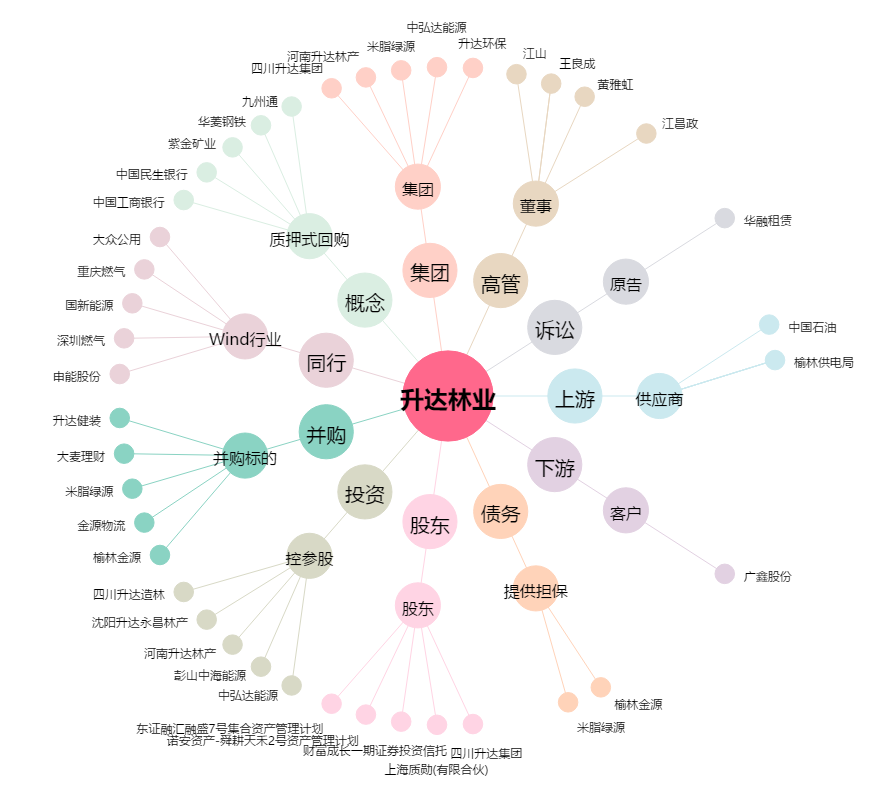 中弘达能源
升达环保
米脂绿源
河南升达林产
四川升达集团
江山
王良成
黄雅虹
江昌政
九州通
华菱钢铁
紫金矿业
中国民生银行
中国工商银行
集团
董事
质押式回购
集团
高管
概念
原告
华融租赁
诉讼
大众公用
重庆燃气
国新能源
深圳燃气
申能股份
Wind行业
同行
升达林业
上游
供应商
中国石油
榆林供电局
升达健装
大麦理财
米脂绿源
金源物流
榆林金源
并购标的
并购
下游
客户
广鑫股份
投资
控参股
四川升达造林
沈阳升达永昌林产
河南升达林产
彭山中海能源
中弘达能源
股东
股东
东证融汇融盛7号集合资产管理计划
诺安资产-舜耕天禾2号资产管理计划
财富成长一期证券投资信托
上海质勋(有限合伙)
四川升达集团
债务
提供担保
榆林金源
米脂绿源